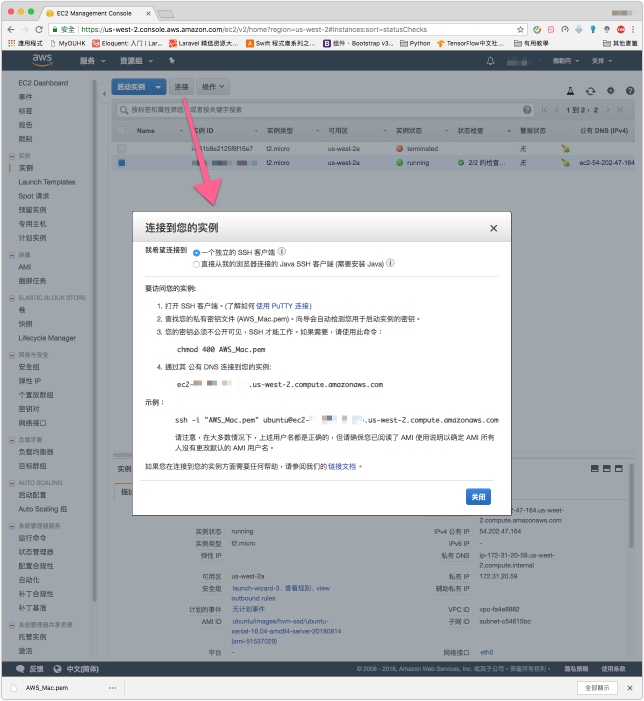 EC2 Management Console
安全 https://us-west-2.console.aws.amazon.com/ec2/v2/home?region=us-west-2#Instances:sort=statusChecks
應用程式 MyOUHK Eloquent: 入门 | Lar... Laravel 精选资源大... Swift 程式庫系列之... 組件 · Bootstrap v3... Python TensorFlow中文社... 有用教學 其他書籤
aws 服务 资源组 俄勒冈 支持
EC2 Dashboard
事件
标签
报告
限制
实例
实例
Launch Templates
Spot 请求
预留实例
专用主机
计划实例
映像
AMI
捆绑任务
ELASTIC BLOCK STORE
卷
快照
Lifecycle Manager
网络与安全
安全组
弹性 IP
个置放群组
密钥对
网络接口
负载平衡
负载均衡器
目标群组
AUTO SCALING
启动配置
Auto Scaling 组
系统管理器服务
运行命令
状态管理器
配置合规性
自动化
补丁合规性
补丁基准
系统管理器共享资源
托管实例
激活
启动实例 连接 操作
按标签和属性筛选 或者按关键字搜索 1 到 2，2
Name 实例 ID 实例类型 可用区 实例状态 状态检查 警报状态 公有 DNS (IPv4)
t2.micro us-west-2a terminated 无
t2.micro us-west-2a running 2/2 的检查... 无 ec2-54-202-47-164
连接到您的实例
我希望连接到 一个独立的 SSH 客户端
直接从我的浏览器连接的 Java SSH 客户端 (需要安装 Java)
要访问您的实例:
1. 打开 SSH 客户端。(了解如何 使用 PuTTY 连接)
2. 查找您的私有密钥文件 (AWS_Mac.pem)。向导会自动检测您用于启动实例的密钥。
3. 您的密钥必须不公开可见，SSH 才能工作。如果需要，请使用此命令：
chmod 400 AWS_Mac.pem
4. 通过其 公有 DNS 连接到您的实例:
ec2- .us-west-2.compute.amazonaws.com
示例：
ssh -i "AWS_Mac.pem" ubuntu@ec2- .us-west-2.compute.amazonaws.com
请注意，在大多数情况下，上述用户名都是正确的，但请确保您已阅读了 AMI 使用说明以确定 AMI 所有
人没有更改默认的 AMI 用户名。
如果您在连接到您的实例方面需要任何帮助，请参阅我们的 链接文档。
关闭
实例
描述
-47-164.us-west-
2.compute.amazonaws.com
实例状态 running IPv4 公有 IP 54.202.47.164
实例类型 t2.micro IPv6 IP -
弹性 IP 私有 DNS ip-172-31-20-59.us-west-
2.compute.internal
可用区 us-west-2a 私有 IP 172.31.20.59
安全组 launch-wizard-3. 查看规则. view 辅助私有 IP
outbound rules
计划的事件 无计划事件 VPC ID vpc-fa4e8882
AMI ID ubuntu/images/hvm-ssd/ubuntu- 子网 ID subnet-c54615bc
xenial-16.04-amd64-server-20180814
(ami-51537029)
平台 - 网络接口 eth0
反馈 中文(简体) © 2008 - 2018, Amazon Web Services, Inc. 或其子公司。保留所有权利。 隐私策略 使用条款
AWS_Mac.pem 全部顯示